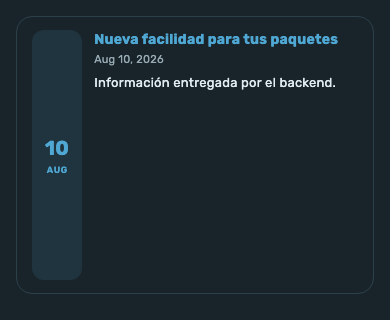 Nueva facilidad para tus paquetes
Aug 10, 2026
Información entregada por el backend.
10
AUG